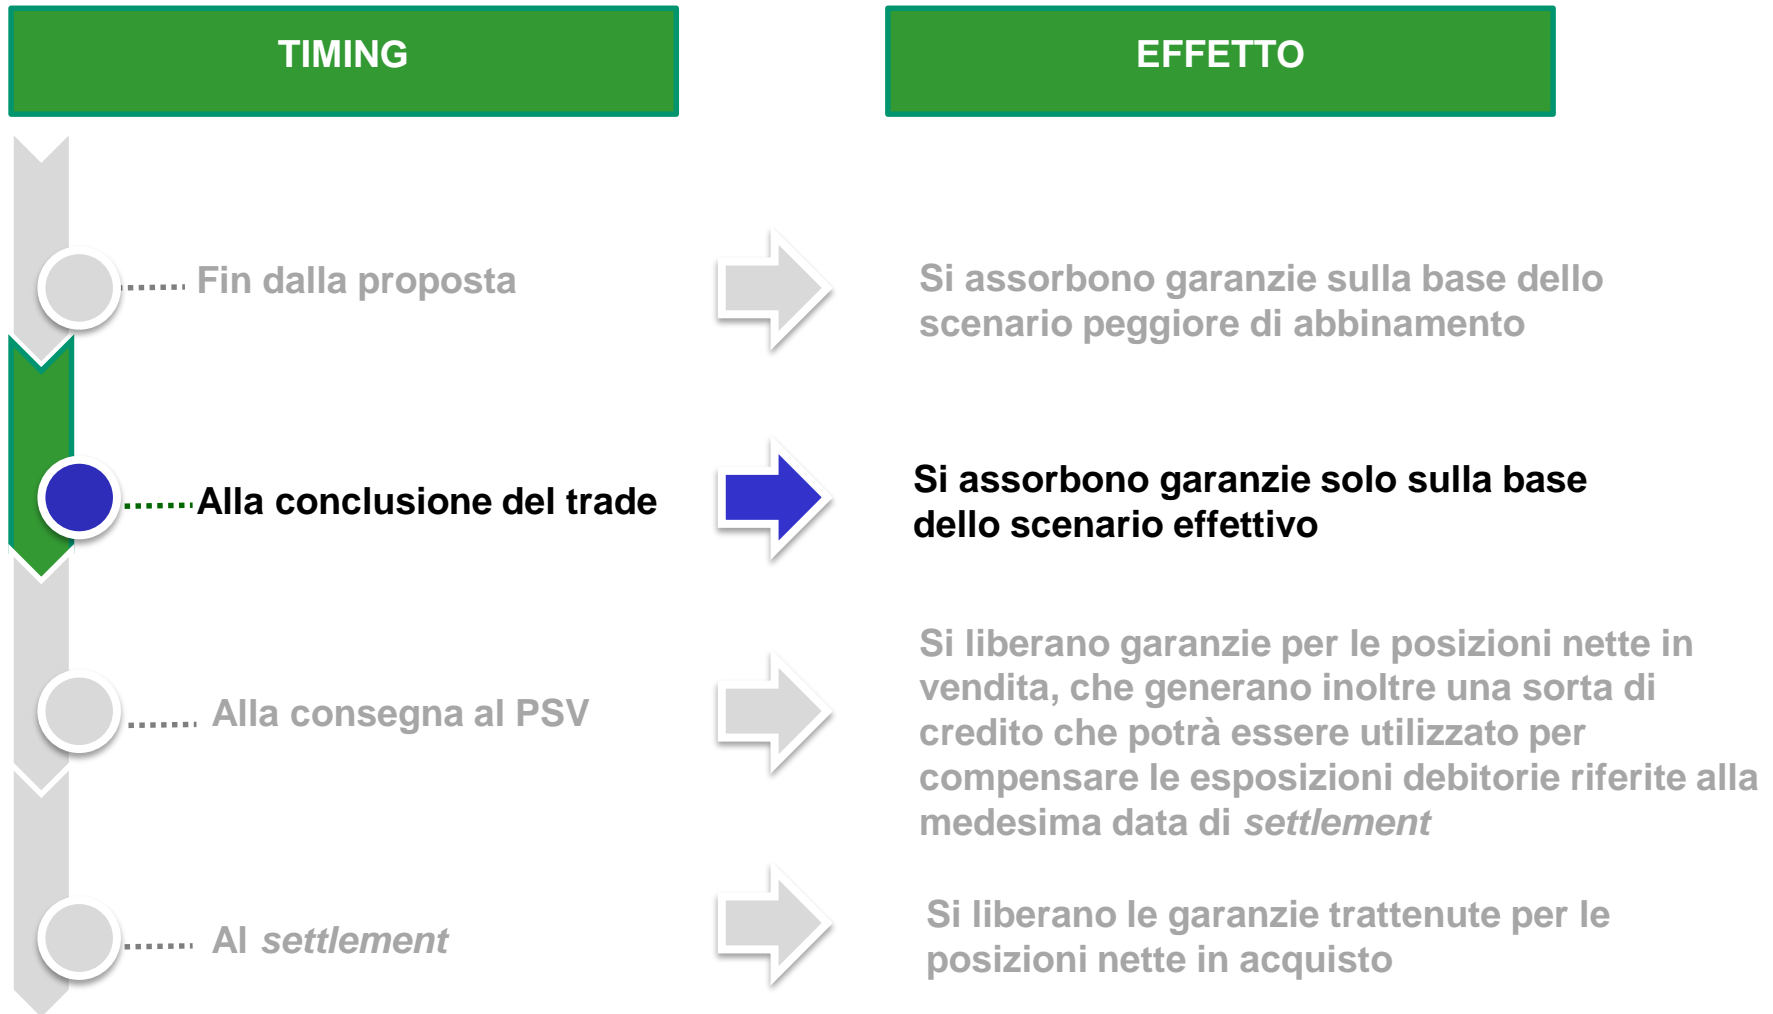 TIMING
EFFETTO
Fin dalla proposta
Si assorbono garanzie sulla base dello
scenario peggiore di abbinamento
Alla conclusione del trade
Si assorbono garanzie solo sulla base
dello scenario effettivo
Alla consegna al PSV
Si liberano garanzie per le posizioni nette in
vendita, che generano inoltre una sorta di
credito che potrà essere utilizzato per
compensare le esposizioni debitorie riferite alla
medesima data di settlement
Al settlement
Si liberano le garanzie trattenute per le
posizioni nette in acquisto